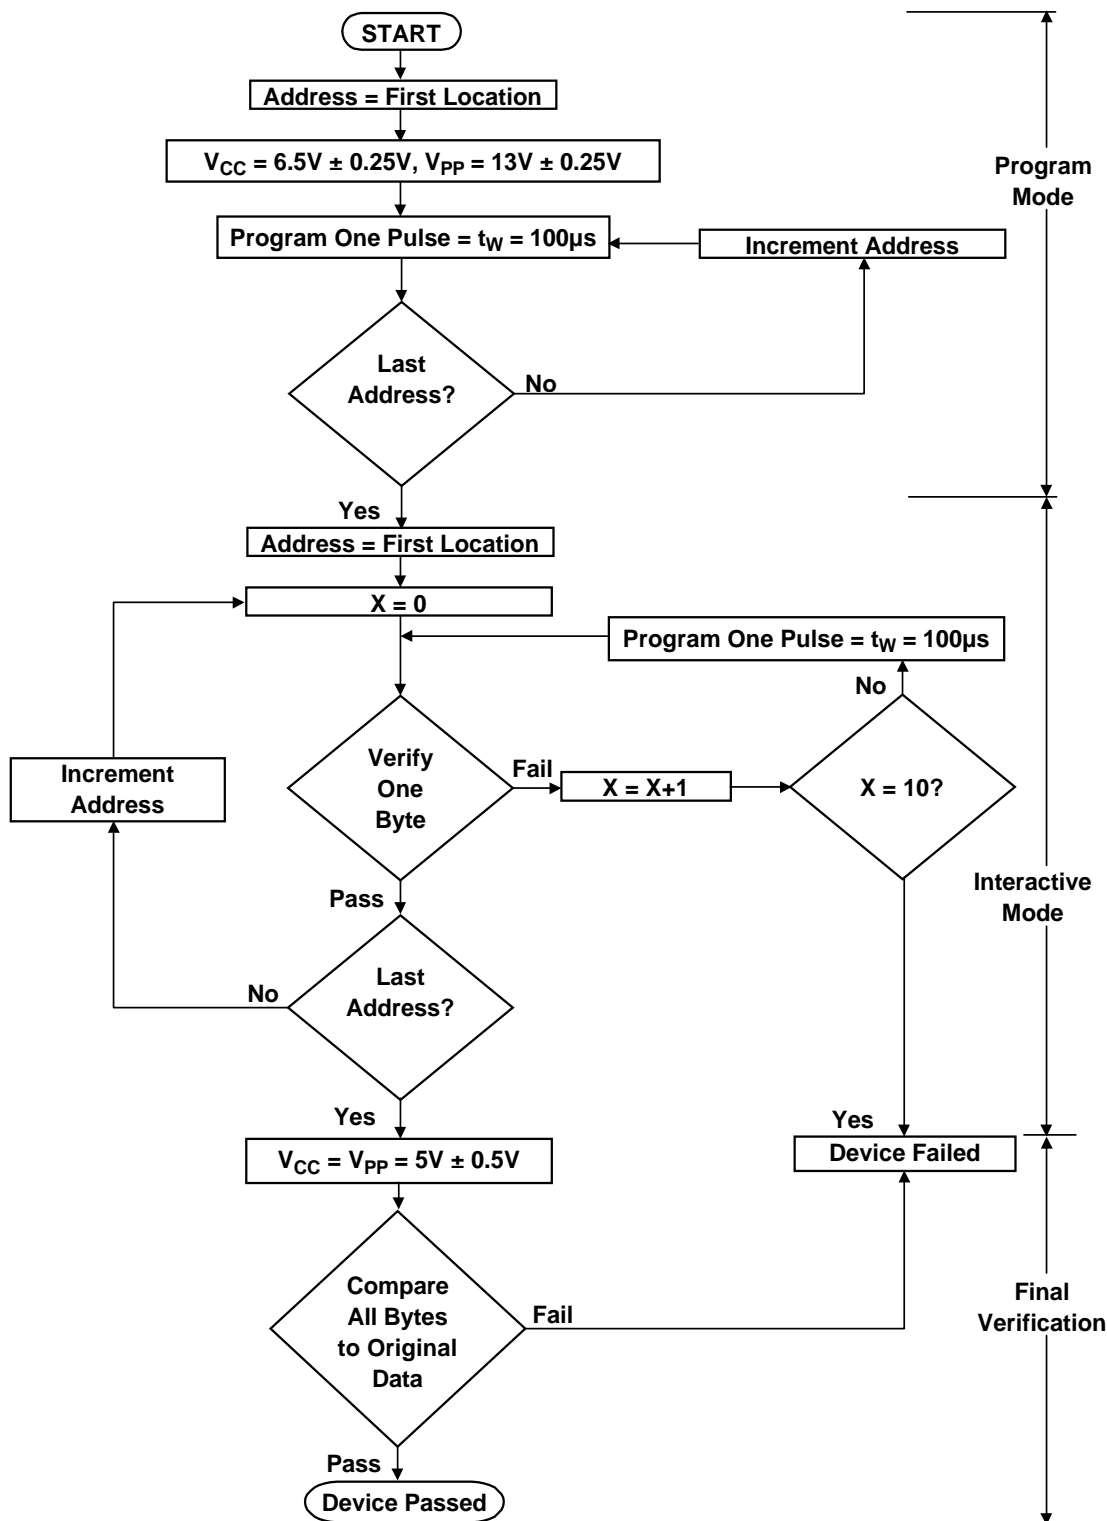 START
Address = First Location
VCC = 6.5V ± 0.25V, VPP = 13V ± 0.25V
Program
Mode
Program One Pulse = tW = 100µs
Increment Address
Last
Address?
No
Yes
Address = First Location
X = 0
Program One Pulse = tW = 100µs
No
Increment
Address
Verify
One
Byte
Fail
X = X+1
X = 10?
Pass
Interactive
Mode
Last
Address?
No
Yes
Yes
VCC = VPP = 5V ± 0.5V
Device Failed
Compare
All Bytes
to Original
Data
Fail
Final
Verification
Pass
Device Passed